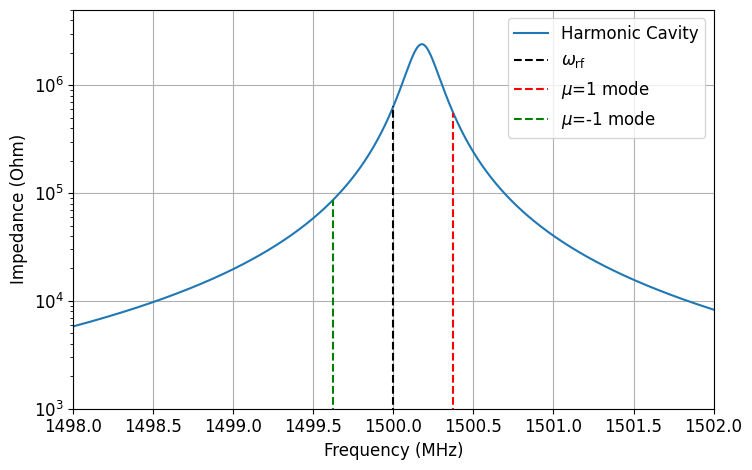 Harmonic Cavity
ω_rf
μ=1 mode
μ=-1 mode
10^6
10^5
10^4
10^3
Impedance (Ohm)
1498.0 1498.5 1499.0 1499.5 1500.0 1500.5 1501.0 1501.5 1502.0
Frequency (MHz)